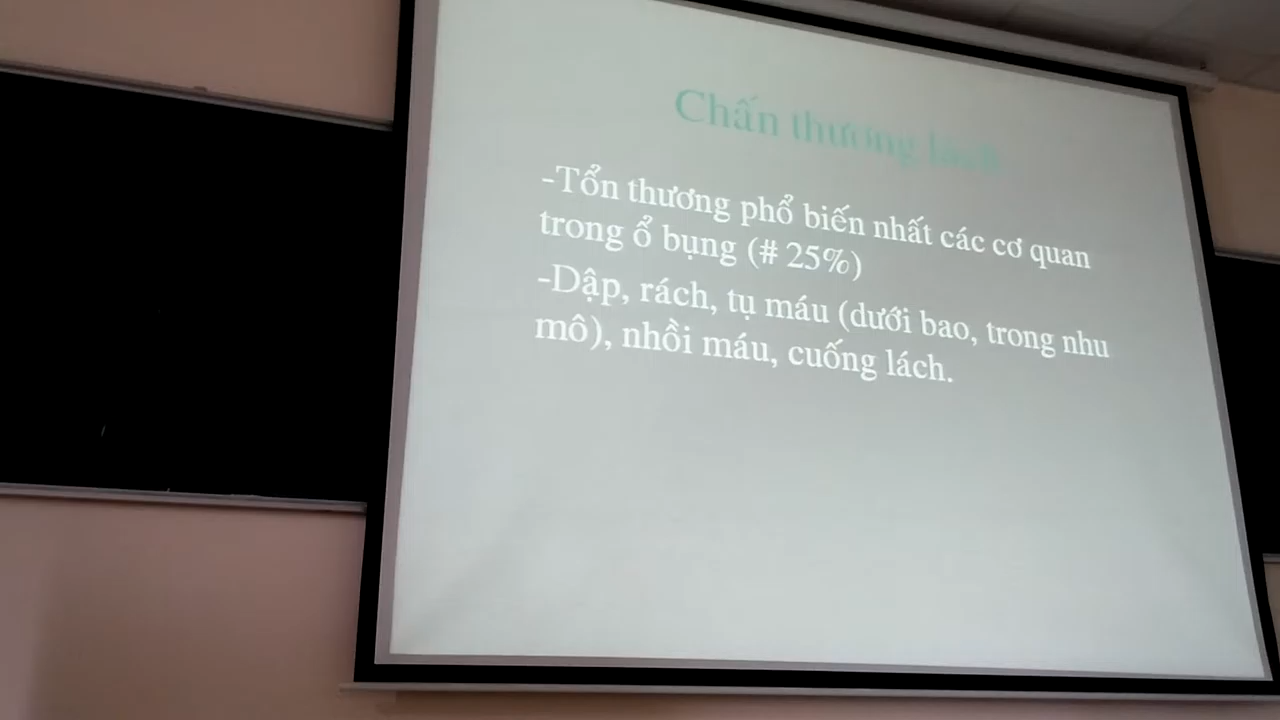 Chấn thương lách
-Tổn thương phổ biến nhất các cơ quan
trong ổ bụng (# 25%)
-Dập, rách, tụ máu (dưới bao, trong nhu
mô), nhồi máu, cuống lách.